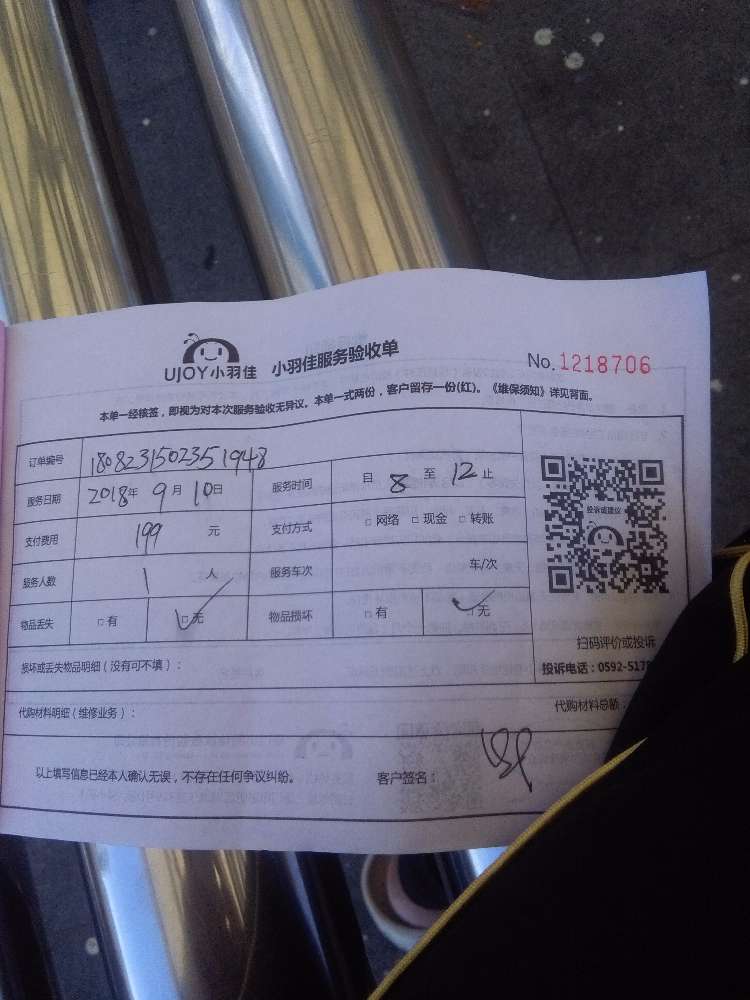 UJOY小羽佳 小羽佳服务验收单 No.1218706
本单一经核签，即视为对本次服务验收无异议。本单一式两份，客户留存一份(红)。《维保须知》详见背面。
订单编号 1808231502351948
服务日期 2018年 9月 10日 服务时间 自 8 至 12 止
投诉或建议
支付费用 199 元 支付方式 □ 网络 □ 现金 □ 转账
服务人数 1 人 服务车次 车/次
物品丢失 □ 有 □ 无 物品损坏 □ 有 □ 无
扫码评价或投诉
损坏或丢失物品明细（没有可不填）：
投诉电话：0592-517
代购材料明细（维修业务）：
代购材料总额：
以上填写信息已经本人确认无误，不存在任何争议纠纷。 客户签名：